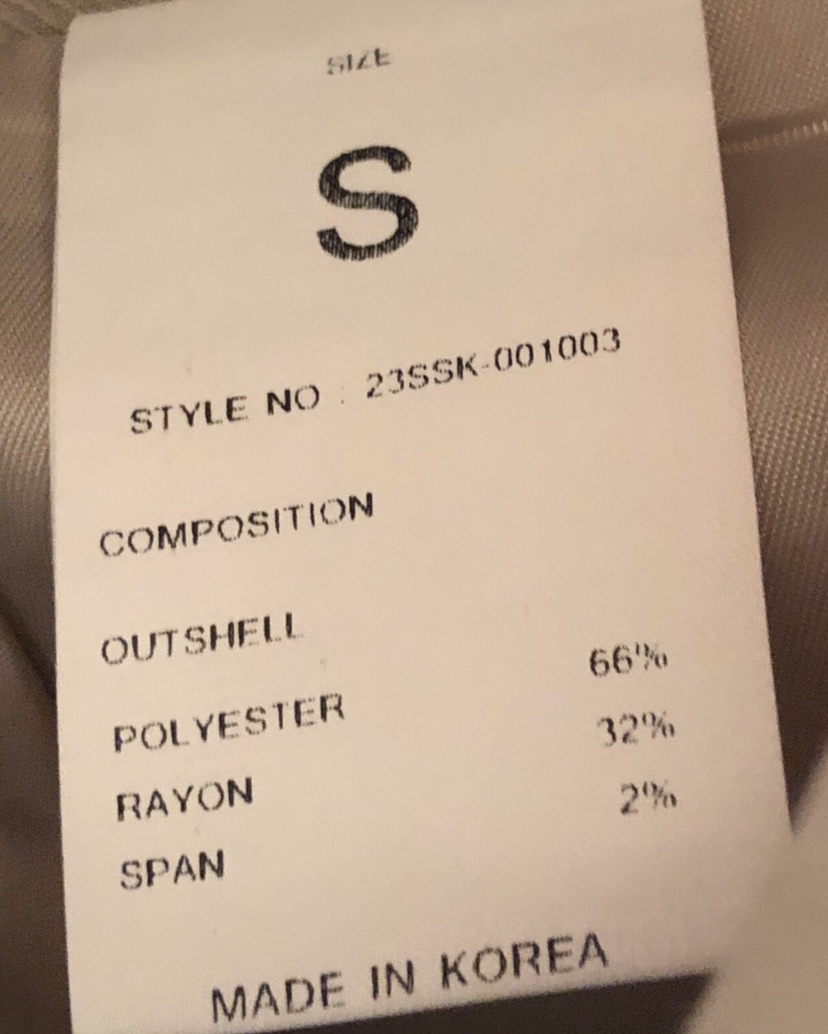 SIZE
S
STYLE NO : 23SSK-001003
COMPOSITION
OUTSHELL
POLYESTER 66%
RAYON 32%
SPAN 2%
MADE IN KOREA